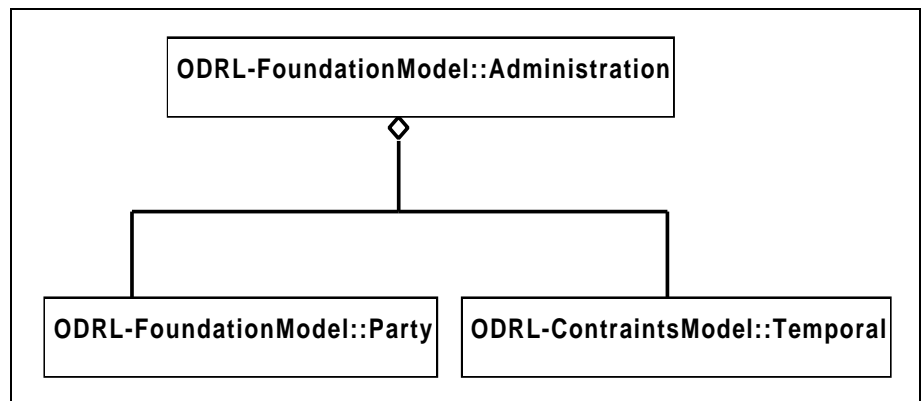 ODRL-FoundationModel::Administration
ODRL-FoundationModel::Party
ODRL-ContraintsModel::Temporal